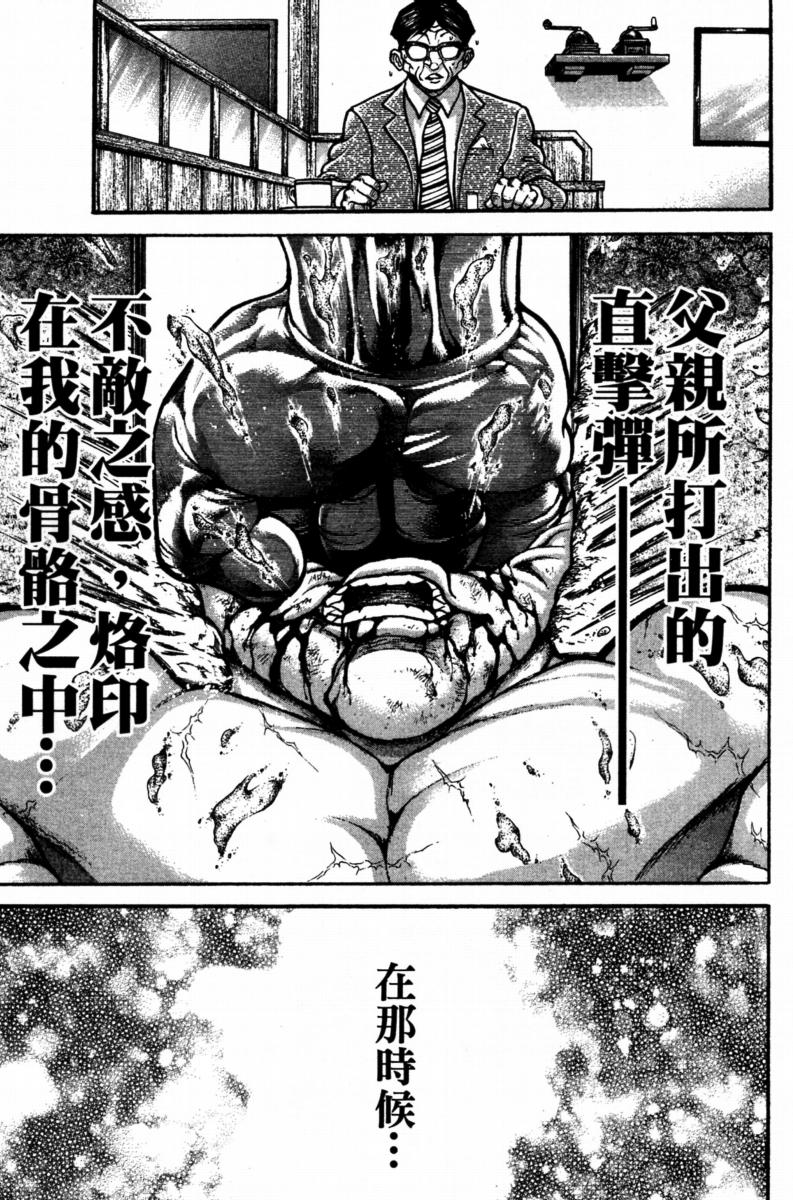 父親所打出的
直擊彈——
不敵之感，烙印
在我的骨骼之中…
在那時候…